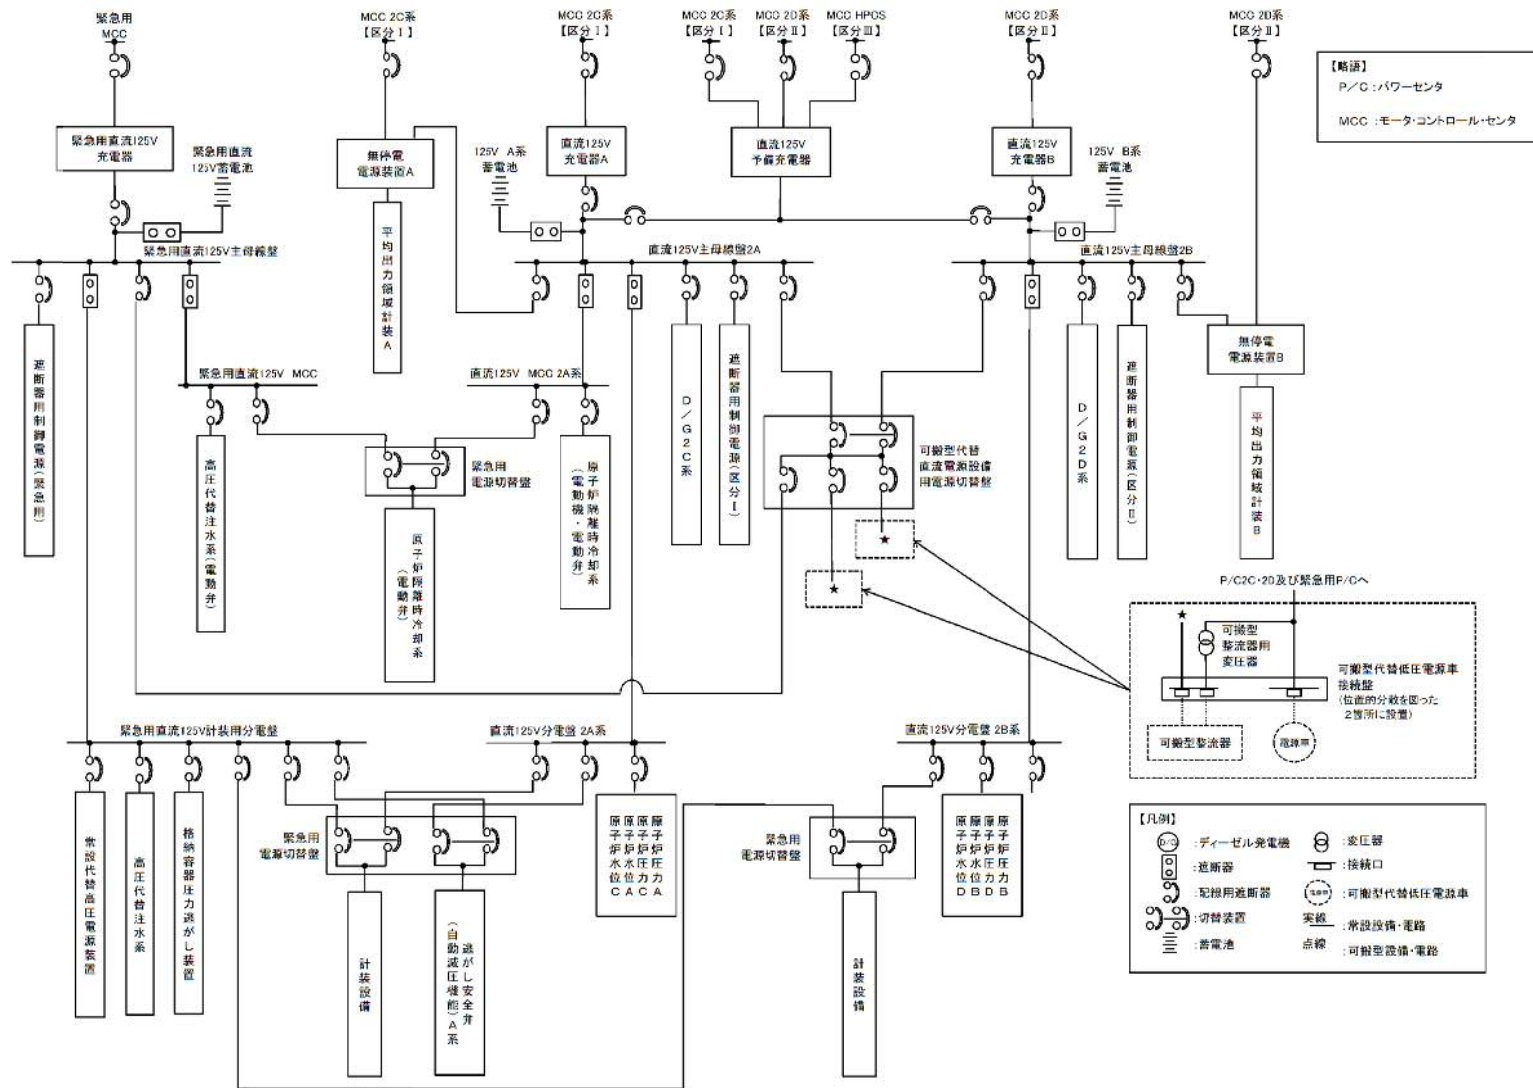 緊急用
MCC
MCC 2C系
【区分Ⅰ】
MCC 2C系
【区分Ⅰ】
MCC 2C系
【区分Ⅰ】
MCC 2D系
【区分Ⅱ】
MCC HPCS
【区分Ⅲ】
MCC 2D系
【区分Ⅱ】
MCC 2D系
【区分Ⅱ】
【略語】
P/C:パワーセンタ
MCC:モータ・コントロール・センタ
緊急用直流125V
充電器
緊急用直流
125V蓄電池
無停電
電源装置A
125V A系
蓄電池
直流125V
充電器A
直流125V
予備充電器
直流125V
充電器B
125V B系
蓄電池
緊急用直流125V主母線盤
平均出力領域計装A
直流125V主母線盤2A
直流125V主母線盤2B
無停電
電源装置B
遮断器用制御電源(緊急用)
緊急用直流125V MCC
直流125V MCC 2A系
D/G2C系
遮断器用制御電源(区分Ⅰ)
D/G2D系
遮断器用制御電源(区分Ⅱ)
平均出力領域計装B
高圧代替注水系(電動弁)
緊急用
電源切替盤
原子炉隔離時冷却系
(電動弁)
原子炉隔離時冷却系
(電動機・電動弁)
可搬型代替
直流電源設備
用電源切替盤
★
★
P/C2C・2D及び緊急用P/Cへ
★
可搬型
整流器用
変圧器
可搬型代替低圧電源車
接続盤
(位置的分散を図った
2箇所に設置)
可搬型整流器
電源車
緊急用直流125V計装用分電盤
直流125V分電盤 2A系
直流125V分電盤 2B系
常設代替高圧電源装置
高圧代替注水系
格納容器圧力逃がし装置
緊急用
電源切替盤
計装設備
逃がし安全弁
(自動減圧機能)A系
原子炉圧力A
原子炉圧力C
原子炉水位A
原子炉水位C
緊急用
電源切替盤
計装設備
原子炉圧力B
原子炉圧力D
原子炉水位B
原子炉水位D
【凡例】
D/G
:ディーゼル発電機
:変圧器
:遮断器
:接続口
:配線用遮断器
電源車
:可搬型代替低圧電源車
:切替装置
実線
:常設設備・電路
:蓄電池
点線
:可搬型設備・電路